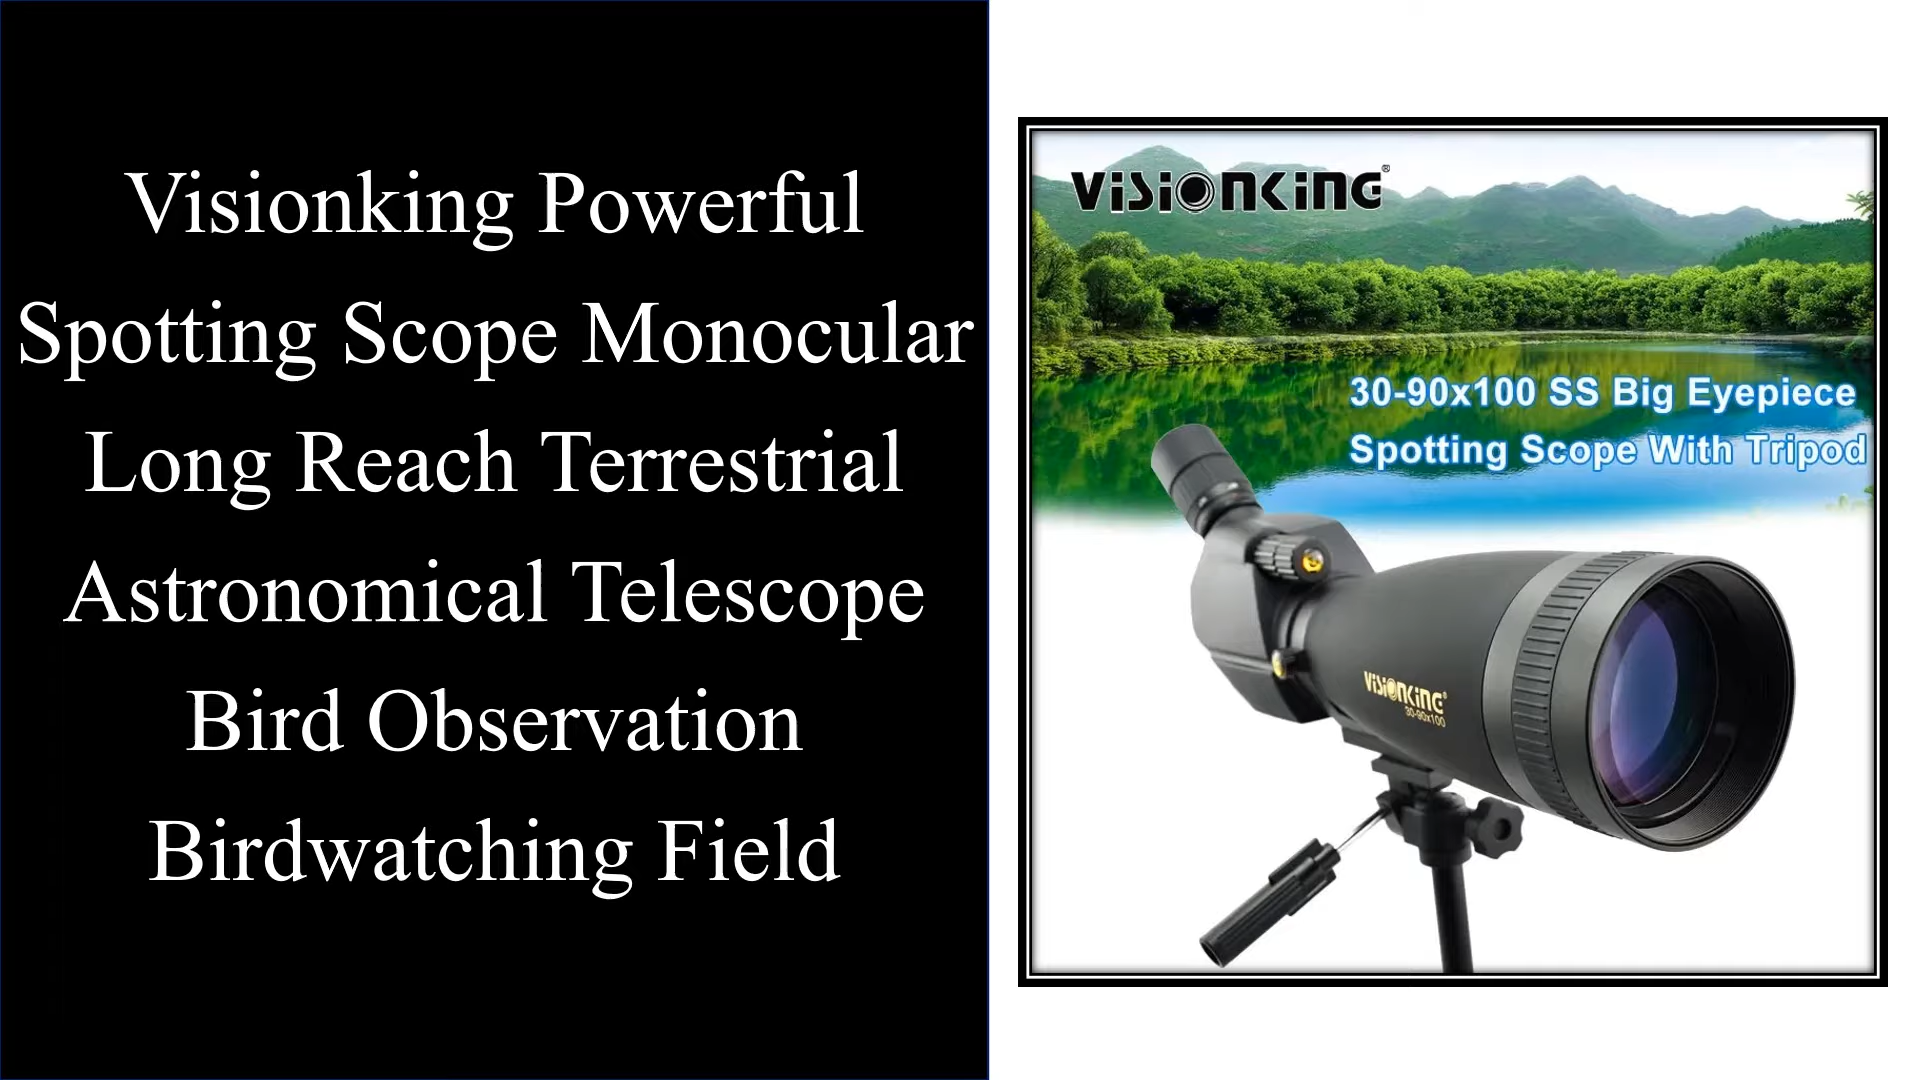 Visionking Powerful
Spotting Scope Monocular
Long Reach Terrestrial
Astronomical Telescope
Bird Observation
Birdwatching Field
VISIONKING®
30-90x100 SS Big Eyepiece
Spotting Scope With Tripod
VISIONKING®
30-90x100